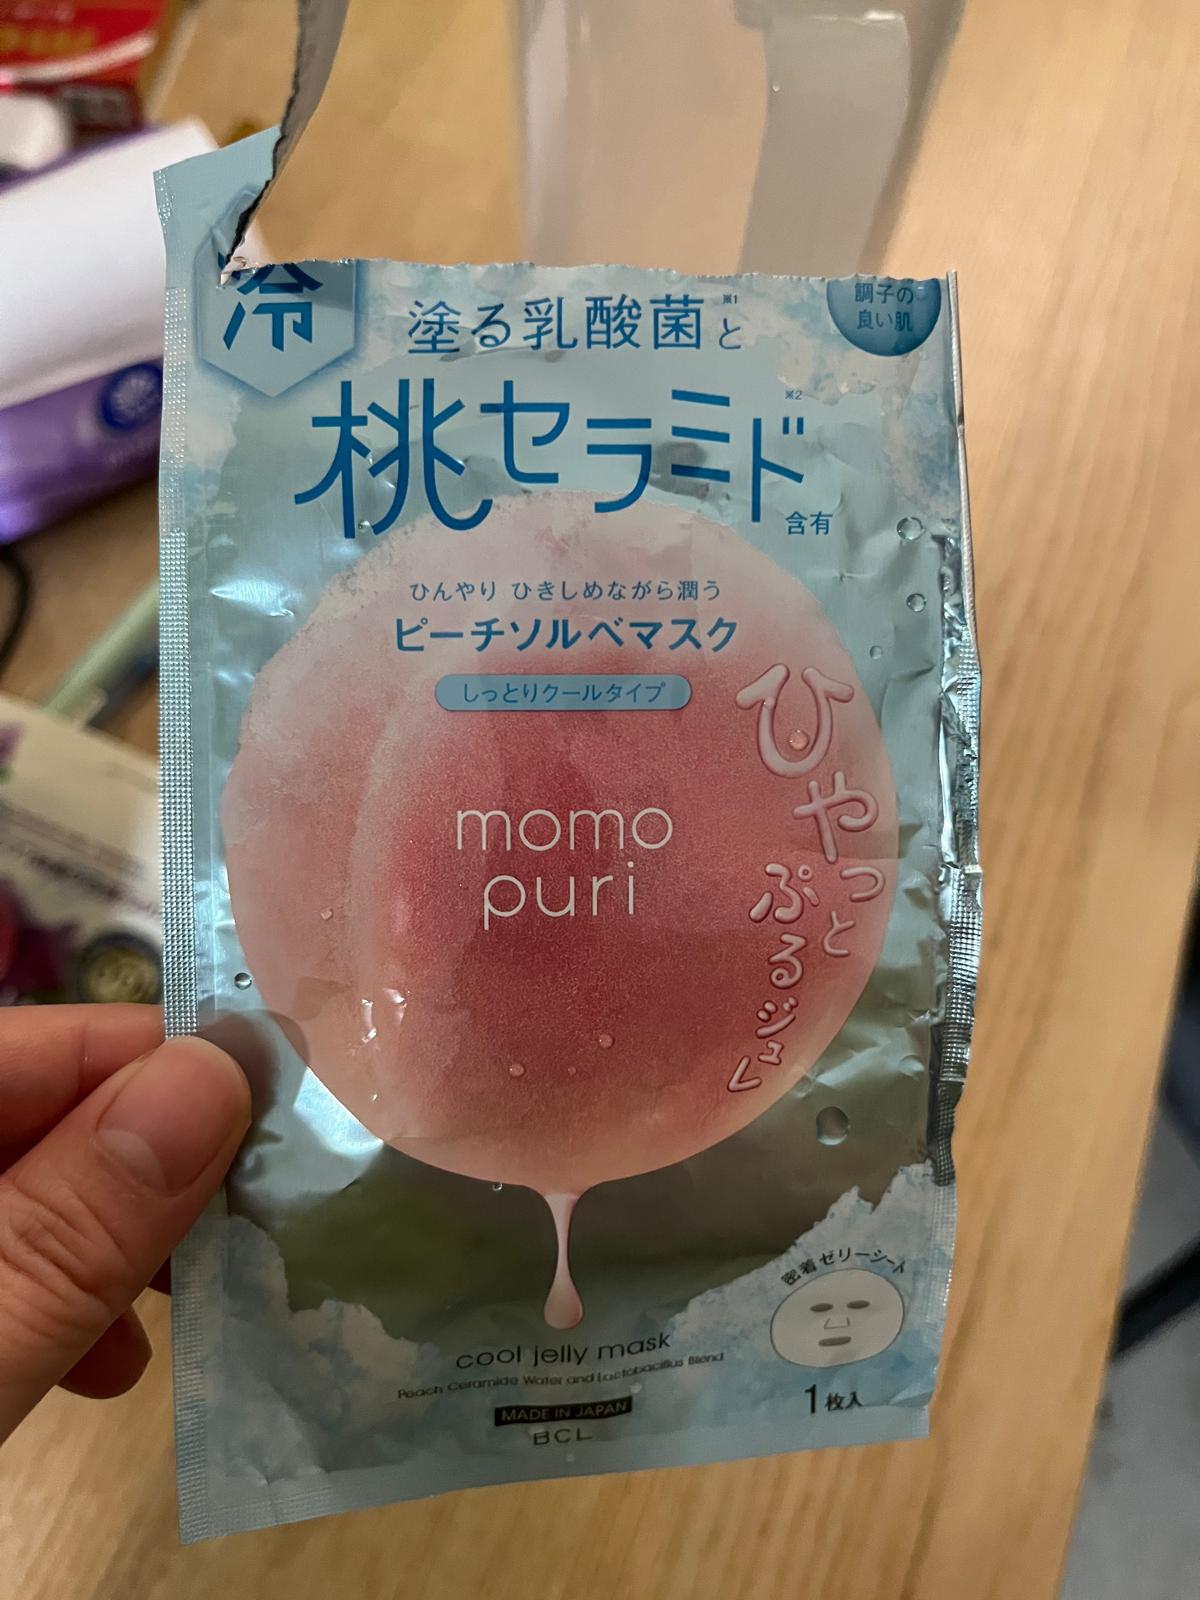 冷
塗る乳酸菌※1と
桃セラミド※2
含有
調子の
良い肌
ひんやり ひきしめながら潤う
ピーチソルベマスク
しっとりクールタイプ
momo
puri
ひやっと
ぷるジュレ
密着ゼリーシート
cool jelly mask
Peach Ceramide Water and Lactobacillus Blend
MADE IN JAPAN
BCL
1枚入